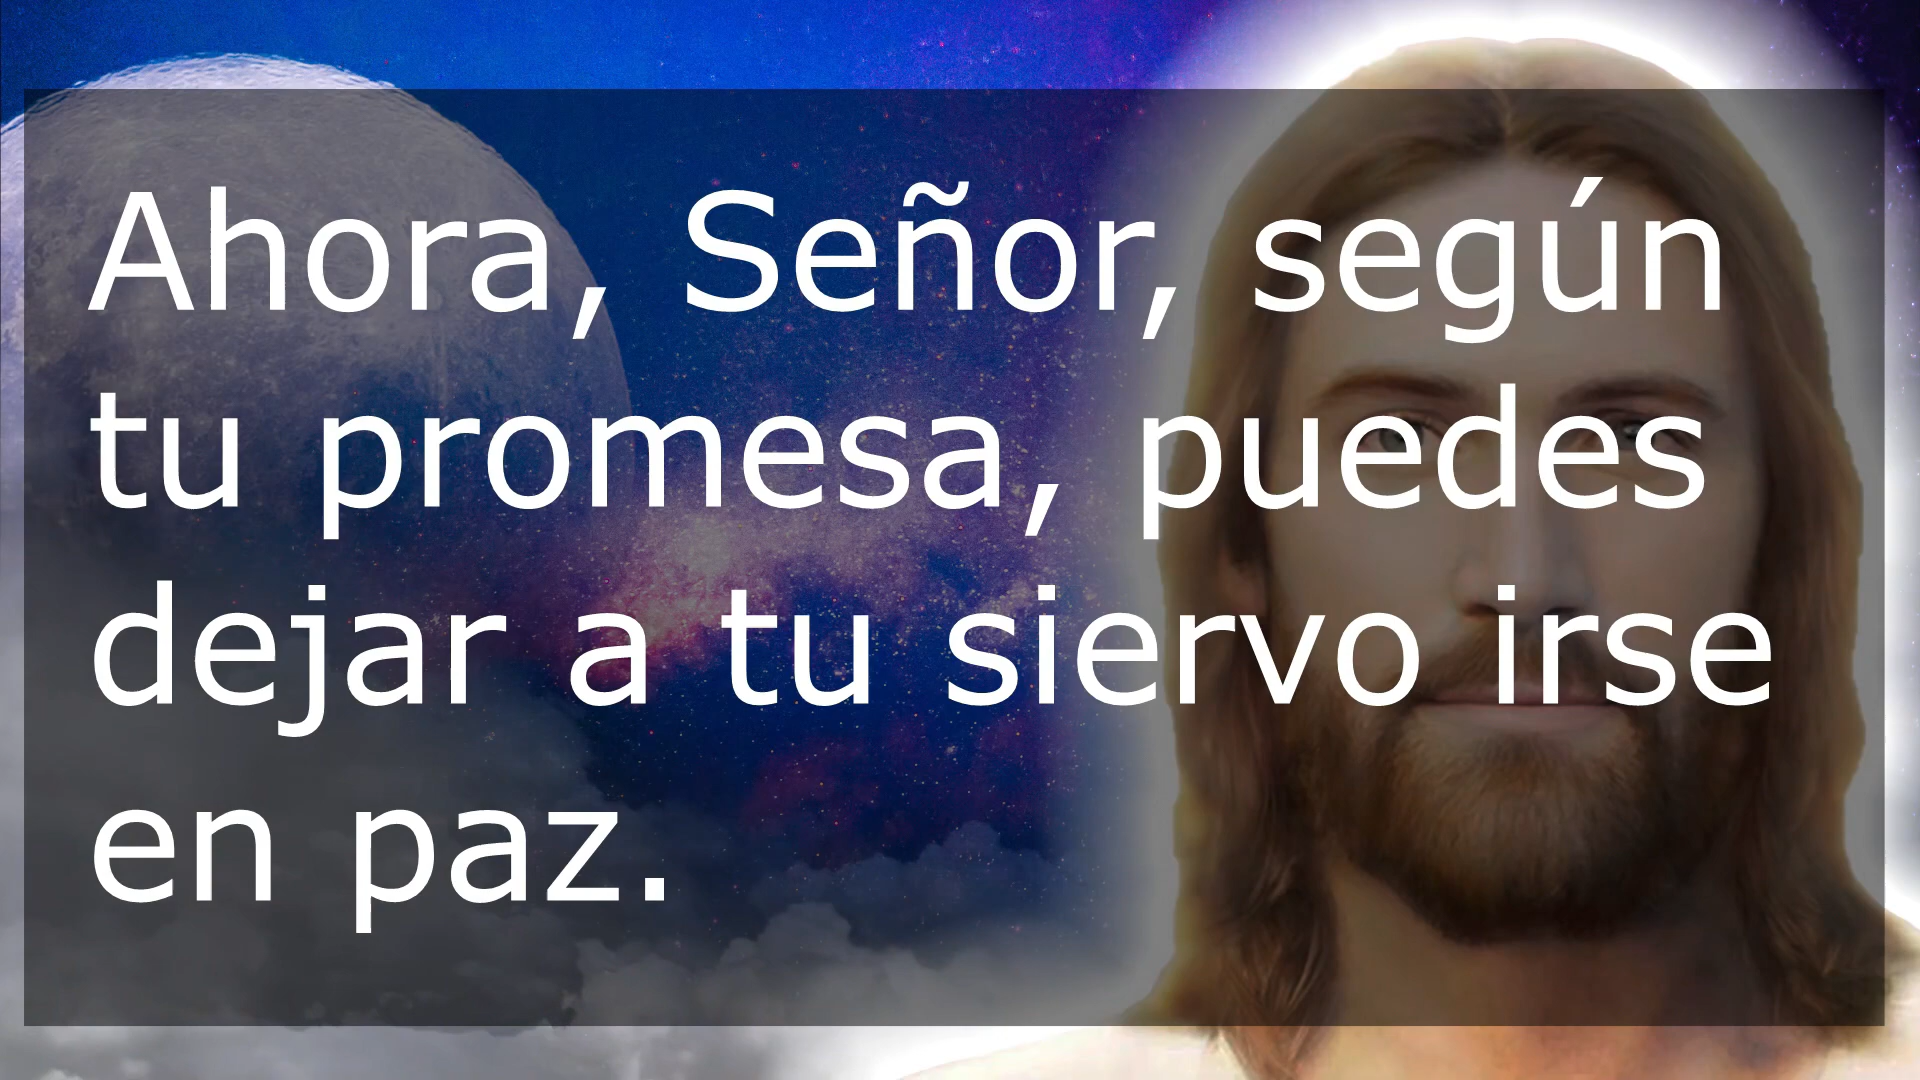 Ahora, Señor, según
tu promesa, puedes
dejar a tu siervo irse
en paz.